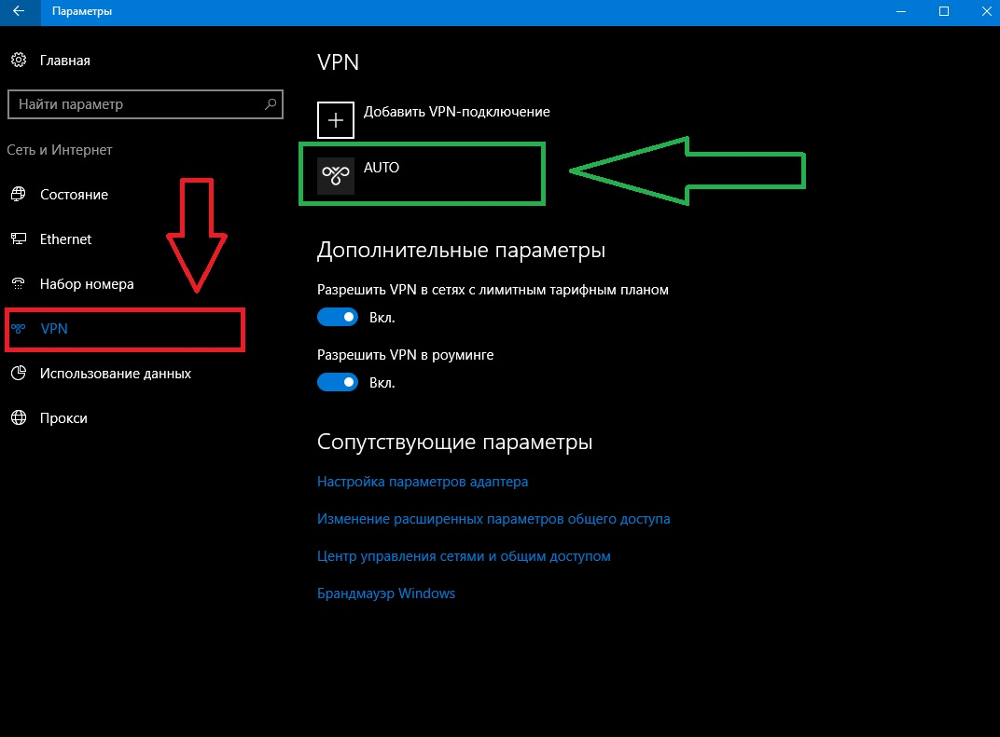 Параметры
Главная
Найти параметр
Сеть и Интернет
Состояние
Ethernet
Набор номера
VPN
Использование данных
Прокси
VPN
Добавить VPN-подключение
AUTO
Дополнительные параметры
Разрешить VPN в сетях с лимитным тарифным планом
Вкл.
Разрешить VPN в роуминге
Вкл.
Сопутствующие параметры
Настройка параметров адаптера
Изменение расширенных параметров общего доступа
Центр управления сетями и общим доступом
Брандмауэр Windows